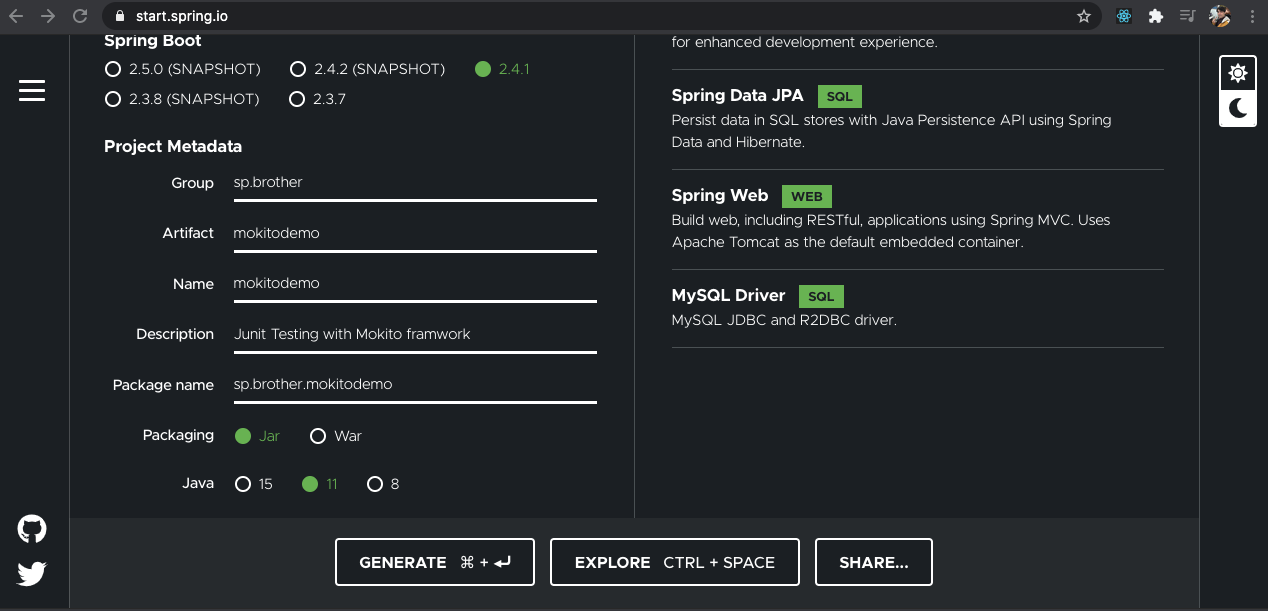 start.spring.io
Spring Boot
2.5.0 (SNAPSHOT) 2.4.2 (SNAPSHOT) 2.4.1
2.3.8 (SNAPSHOT) 2.3.7
Project Metadata
Group sp.brother
Artifact mokitodemo
Name mokitodemo
Description Junit Testing with Mokito framwork
Package name sp.brother.mokitodemo
Packaging Jar War
Java 15 11 8
for enhanced development experience.
Spring Data JPA SQL
Persist data in SQL stores with Java Persistence API using Spring
Data and Hibernate.
Spring Web WEB
Build web, including RESTful, applications using Spring MVC. Uses
Apache Tomcat as the default embedded container.
MySQL Driver SQL
MySQL JDBC and R2DBC driver.
GENERATE ⌘ + ↵ EXPLORE CTRL + SPACE SHARE...